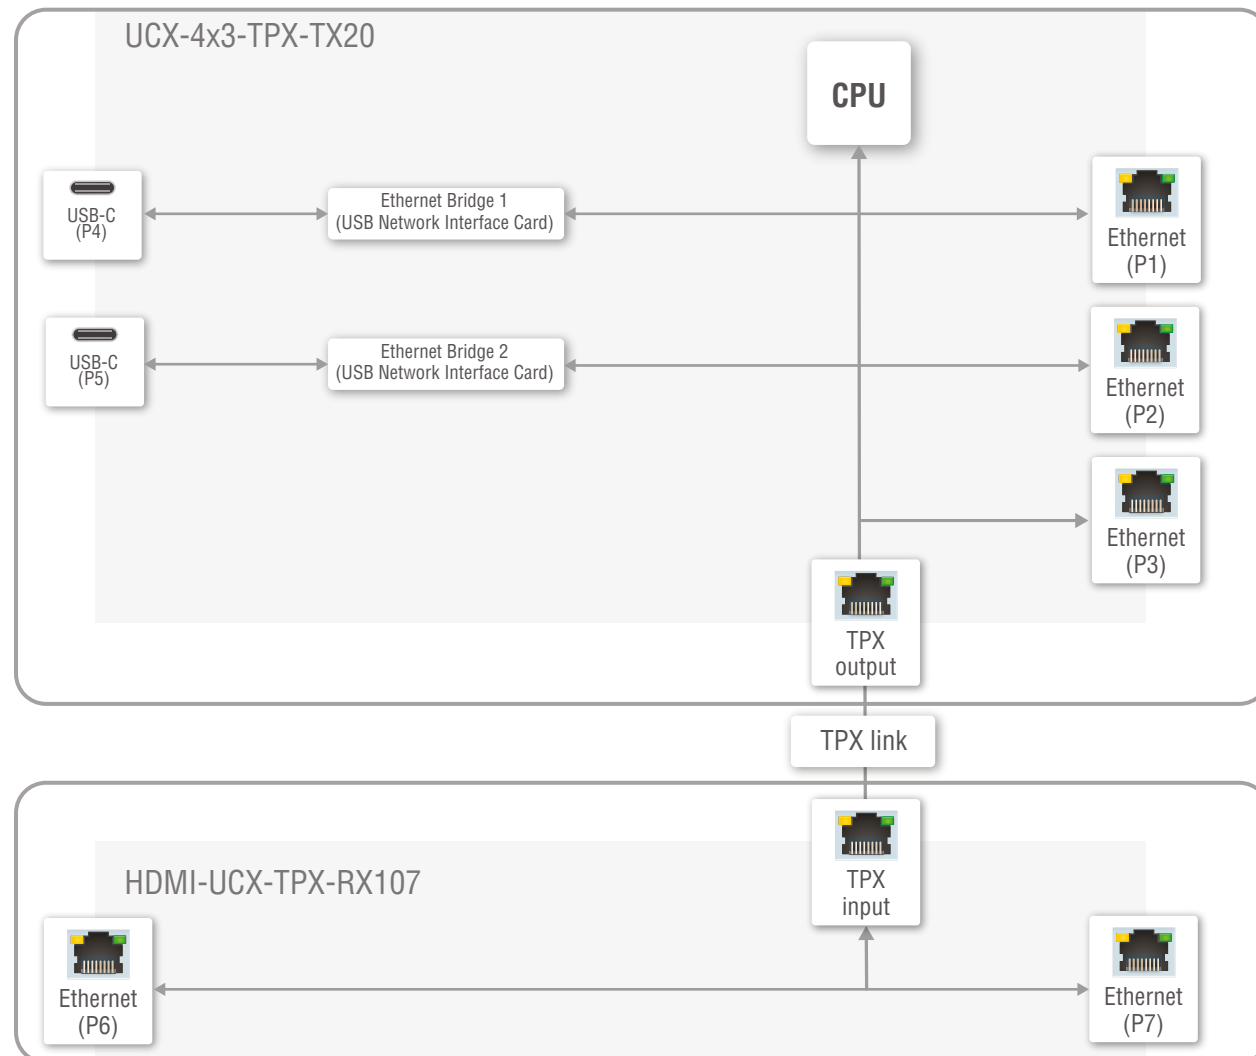 UCX-4x3-TPX-TX20
CPU
USB-C
(P4)
Ethernet Bridge 1
(USB Network Interface Card)
Ethernet
(P1)
USB-C
(P5)
Ethernet Bridge 2
(USB Network Interface Card)
Ethernet
(P2)
Ethernet
(P3)
TPX
output
TPX link
TPX
input
HDMI-UCX-TPX-RX107
Ethernet
(P6)
Ethernet
(P7)